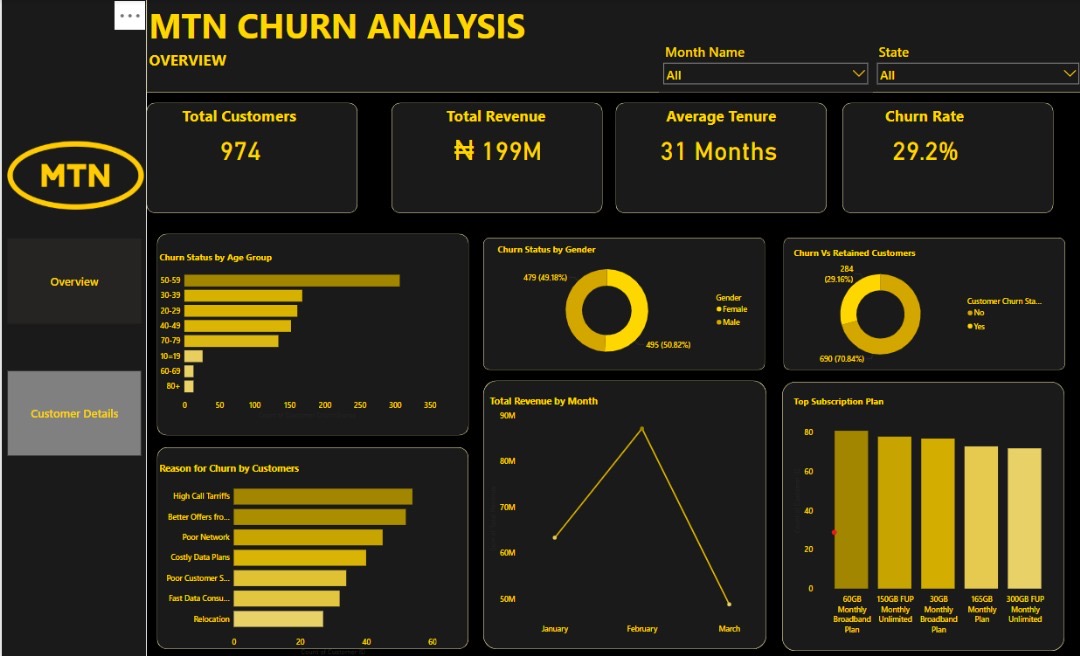 ...
MTN CHURN ANALYSIS
OVERVIEW
Month Name
All
State
All
MTN
Overview
Customer Details
Total Customers
974
Total Revenue
₦ 199M
Average Tenure
31 Months
Churn Rate
29.2%
Churn Status by Age Group
50-59
30-39
20-29
40-49
70-79
10=19
60-69
80+
0 50 100 150 200 250 300 350
Churn Status by Gender
479 (49.18%)
495 (50.82%)
Gender
Female
Male
Churn Vs Retained Customers
284
(29.16%)
690 (70.84%)
Customer Churn Sta...
No
Yes
Reason for Churn by Customers
High Call Tarriffs
Better Offers fro...
Poor Network
Costly Data Plans
Poor Customer S...
Fast Data Consu...
Relocation
0 20 40 60
Total Revenue by Month
90M
80M
70M
60M
50M
January February March
Top Subscription Plan
80
60
40
20
0
60GB
Monthly
Broadband
Plan
150GB FUP
Monthly
Unlimited
30GB
Monthly
Broadband
Plan
165GB
Monthly
Plan
300GB FUP
Monthly
Unlimited